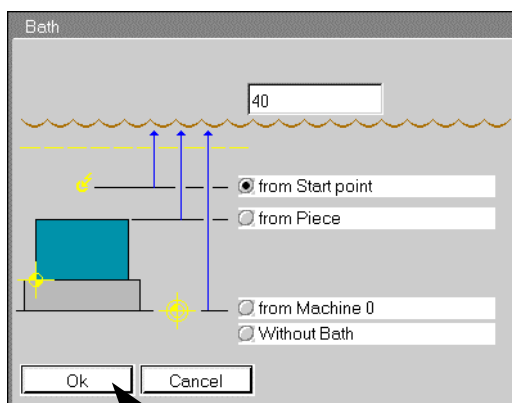 Bath
40
from Start point
from Piece
from Machine 0
Without Bath
Ok Cancel